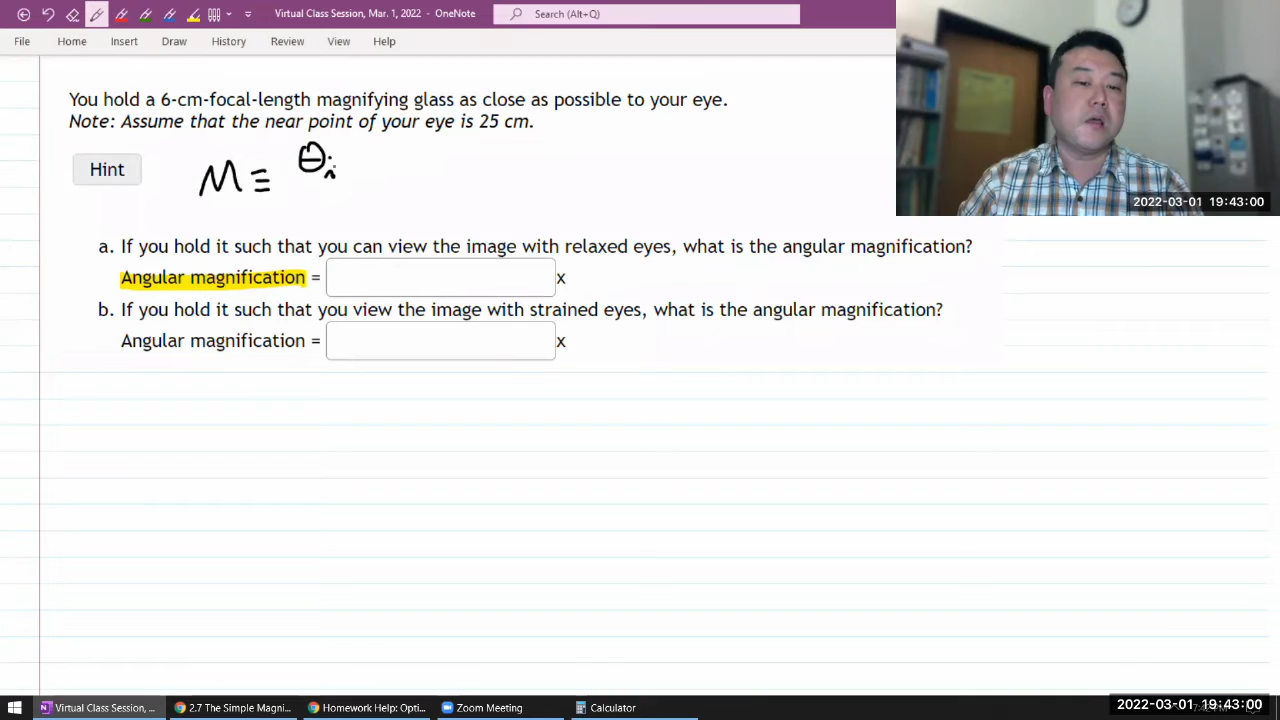 Virtual Class Session, Mar. 1, 2022 - OneNote
Search (Alt+Q)
File Home Insert Draw History Review View Help
You hold a 6-cm-focal-length magnifying glass as close as possible to your eye.
Note: Assume that the near point of your eye is 25 cm.
Hint
M ≡ θi
2022-03-01 19:43:00
a. If you hold it such that you can view the image with relaxed eyes, what is the angular magnification?
Angular magnification = x
b. If you hold it such that you view the image with strained eyes, what is the angular magnification?
Angular magnification = x
Virtual Class Session, ... 2.7 The Simple Magni... Homework Help: Opti... Zoom Meeting Calculator
2022-03-01 19:43:00